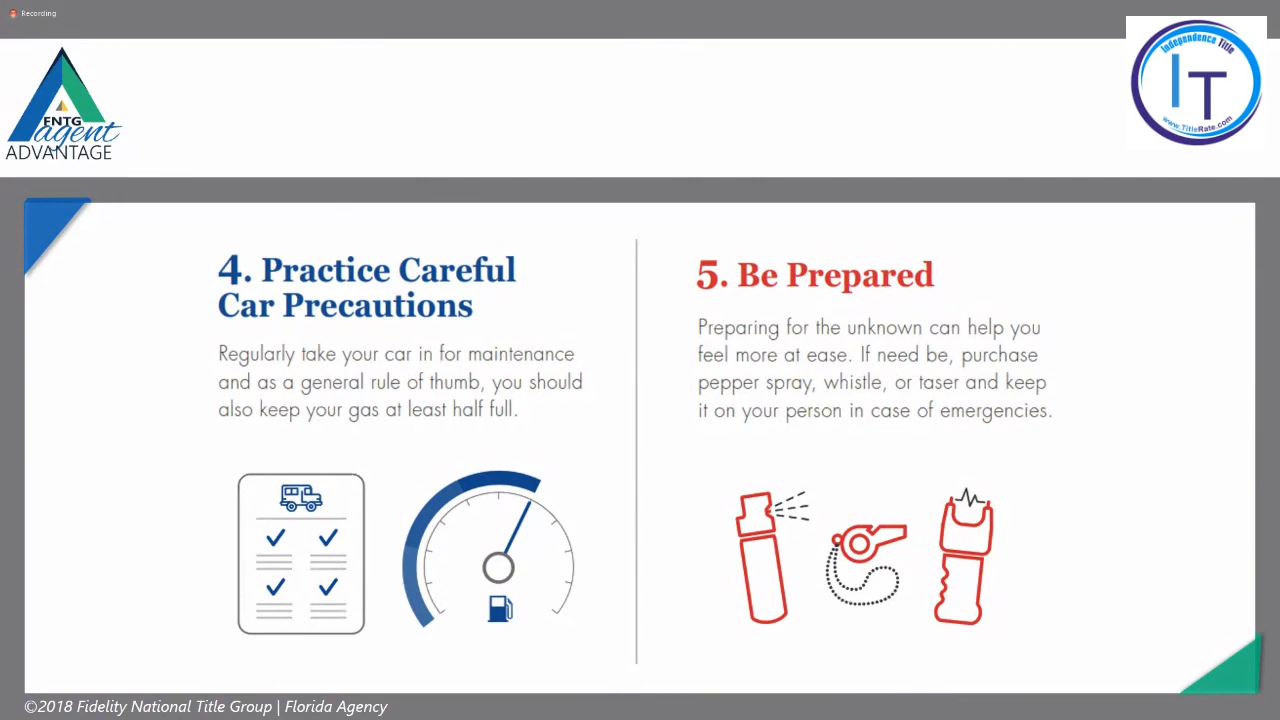 Recording
FNTG
agent
ADVANTAGE
Independence Title
IT
www.TitleRate.com
4. Practice Careful
Car Precautions
Regularly take your car in for maintenance
and as a general rule of thumb, you should
also keep your gas at least half full.
5. Be Prepared
Preparing for the unknown can help you
feel more at ease. If need be, purchase
pepper spray, whistle, or taser and keep
it on your person in case of emergencies.
©2018 Fidelity National Title Group | Florida Agency